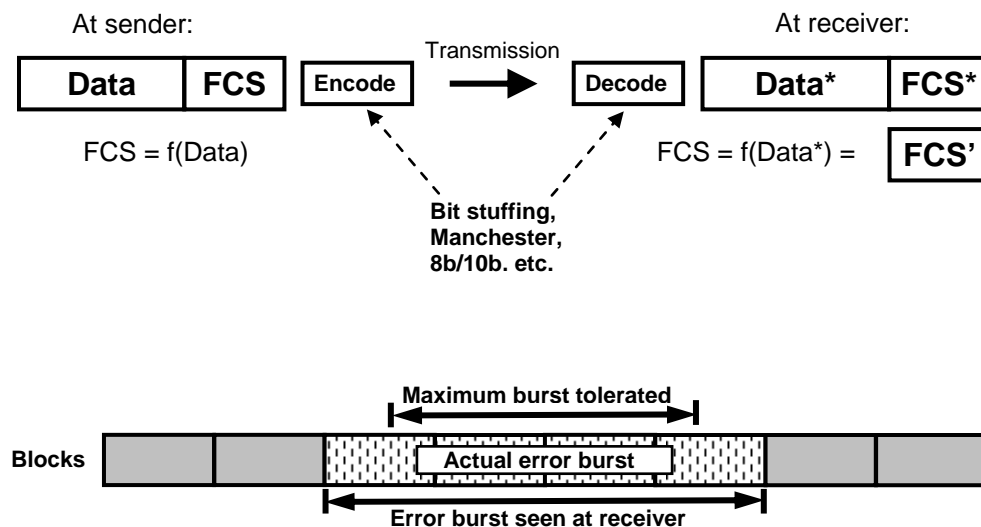 At sender:
At receiver:
Transmission
Data
FCS
Encode
Decode
Data*
FCS*
FCS = f(Data)
FCS = f(Data*) =
FCS’
Bit stuffing,
Manchester,
8b/10b. etc.
Maximum burst tolerated
Blocks
Actual error burst
Error burst seen at receiver